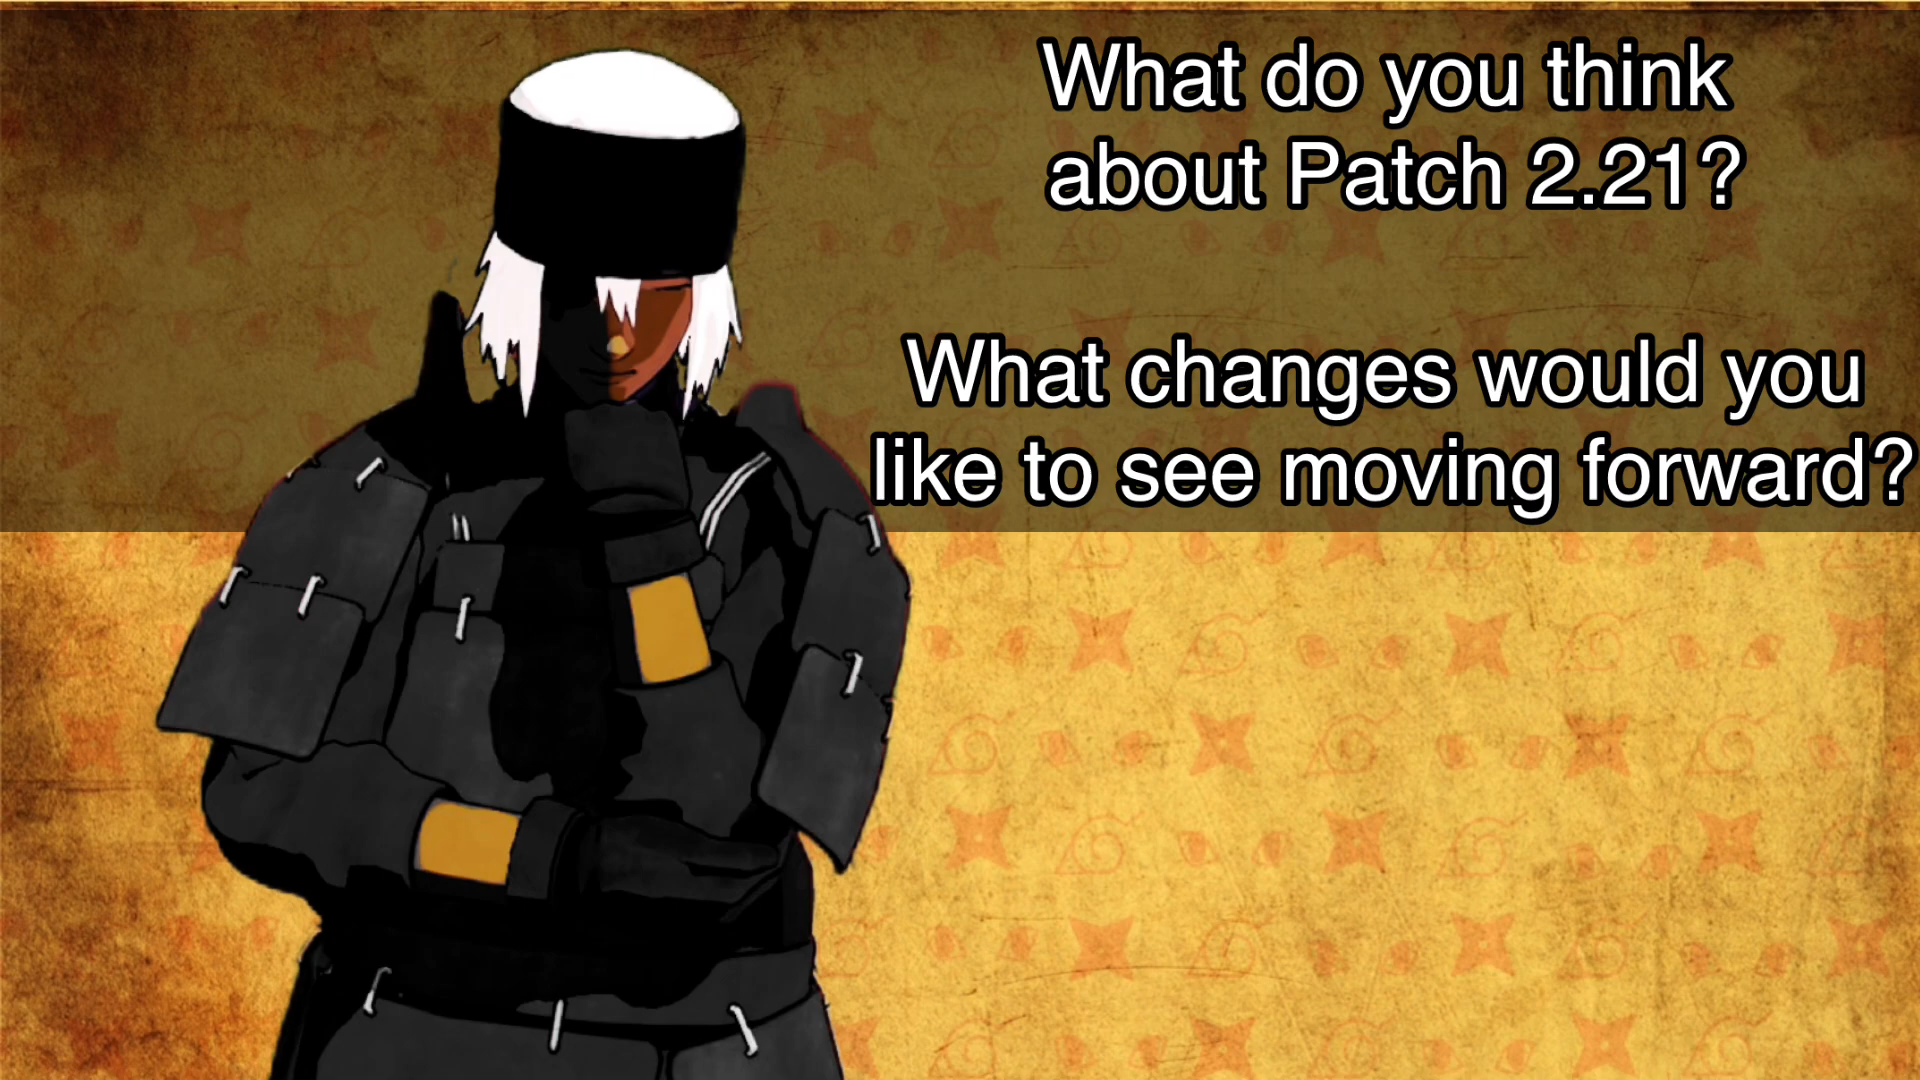 What do you think
about Patch 2.21?
What changes would you
like to see moving forward?